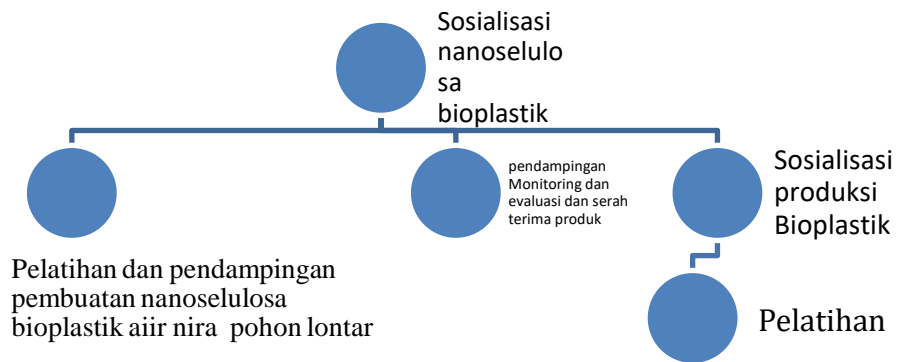 Sosialisasi
nanoselulo
sa
bioplastik
pendampingan
Monitoring dan
evaluasi dan serah
terima produk
Sosialisasi
produksi
Bioplastik
Pelatihan dan pendampingan
pembuatan nanoselulosa
bioplastik aiir nira pohon lontar
Pelatihan